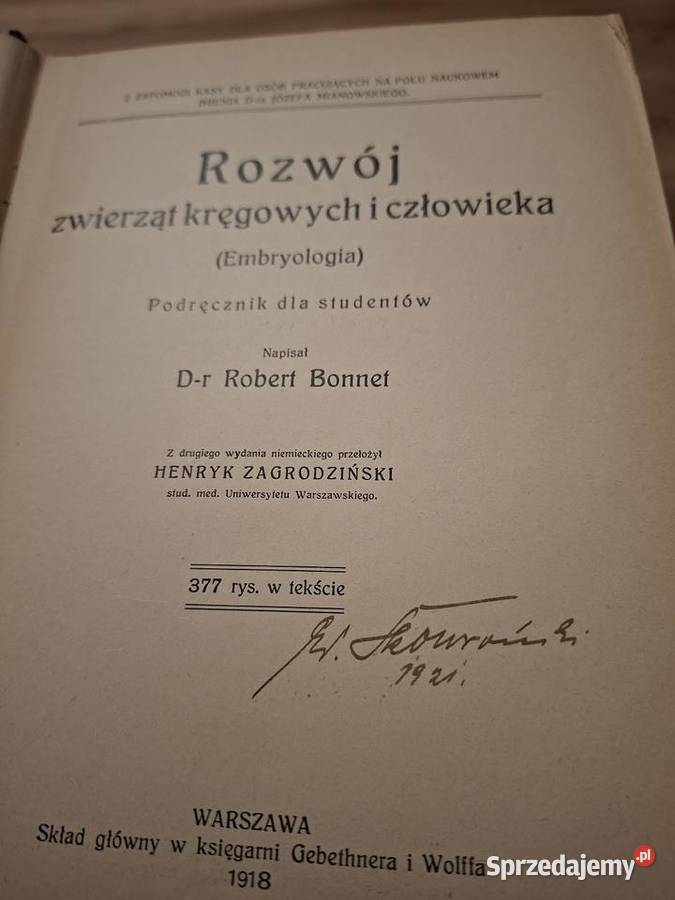 Z ZAPOMOGI KASY DLA OSÓB PRACUJĄCYCH NA POLU NAUKOWEM
IMIENIA D-ra JÓZEFA MIANOWSKIEGO.
Rozwój
zwierząt kręgowych i człowieka
(Embryologia)
Podręcznik dla studentów
Napisał
D-r Robert Bonnet
Z drugiego wydania niemieckiego przełożył
HENRYK ZAGRODZIŃSKI
stud. med. Uniwersytetu Warszawskiego.
377 rys. w tekście
Skowroński
1921.
WARSZAWA
Skład główny w księgarni Gebethnera i Wolffa
1918
Sprzedajemy.pl